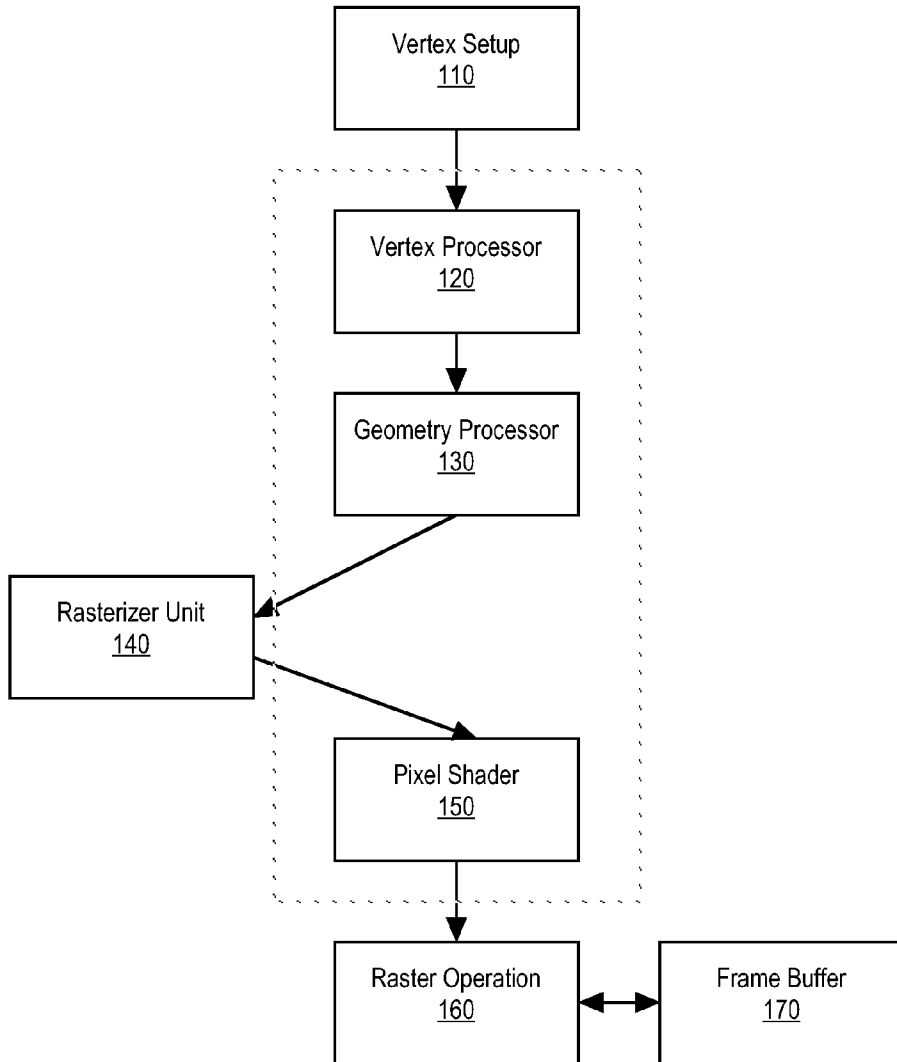 Vertex Setup
110
Vertex Processor
120
Geometry Processor
130
Rasterizer Unit
140
Pixel Shader
150
Raster Operation
160
Frame Buffer
170